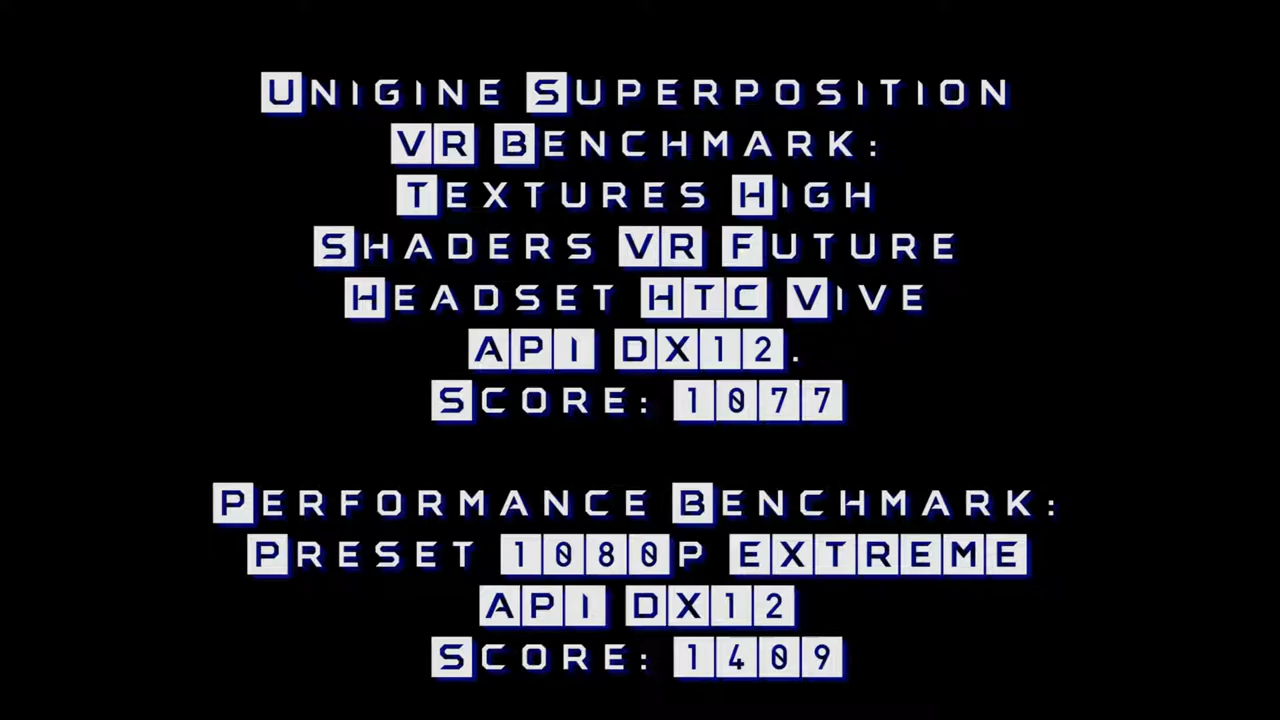 Unigine Superposition
VR Benchmark:
Textures High
Shaders VR Future
Headset HTC Vive
API DX12.
Score: 1077
Performance Benchmark:
Preset 1080p EXTREME
API DX12
Score: 1409